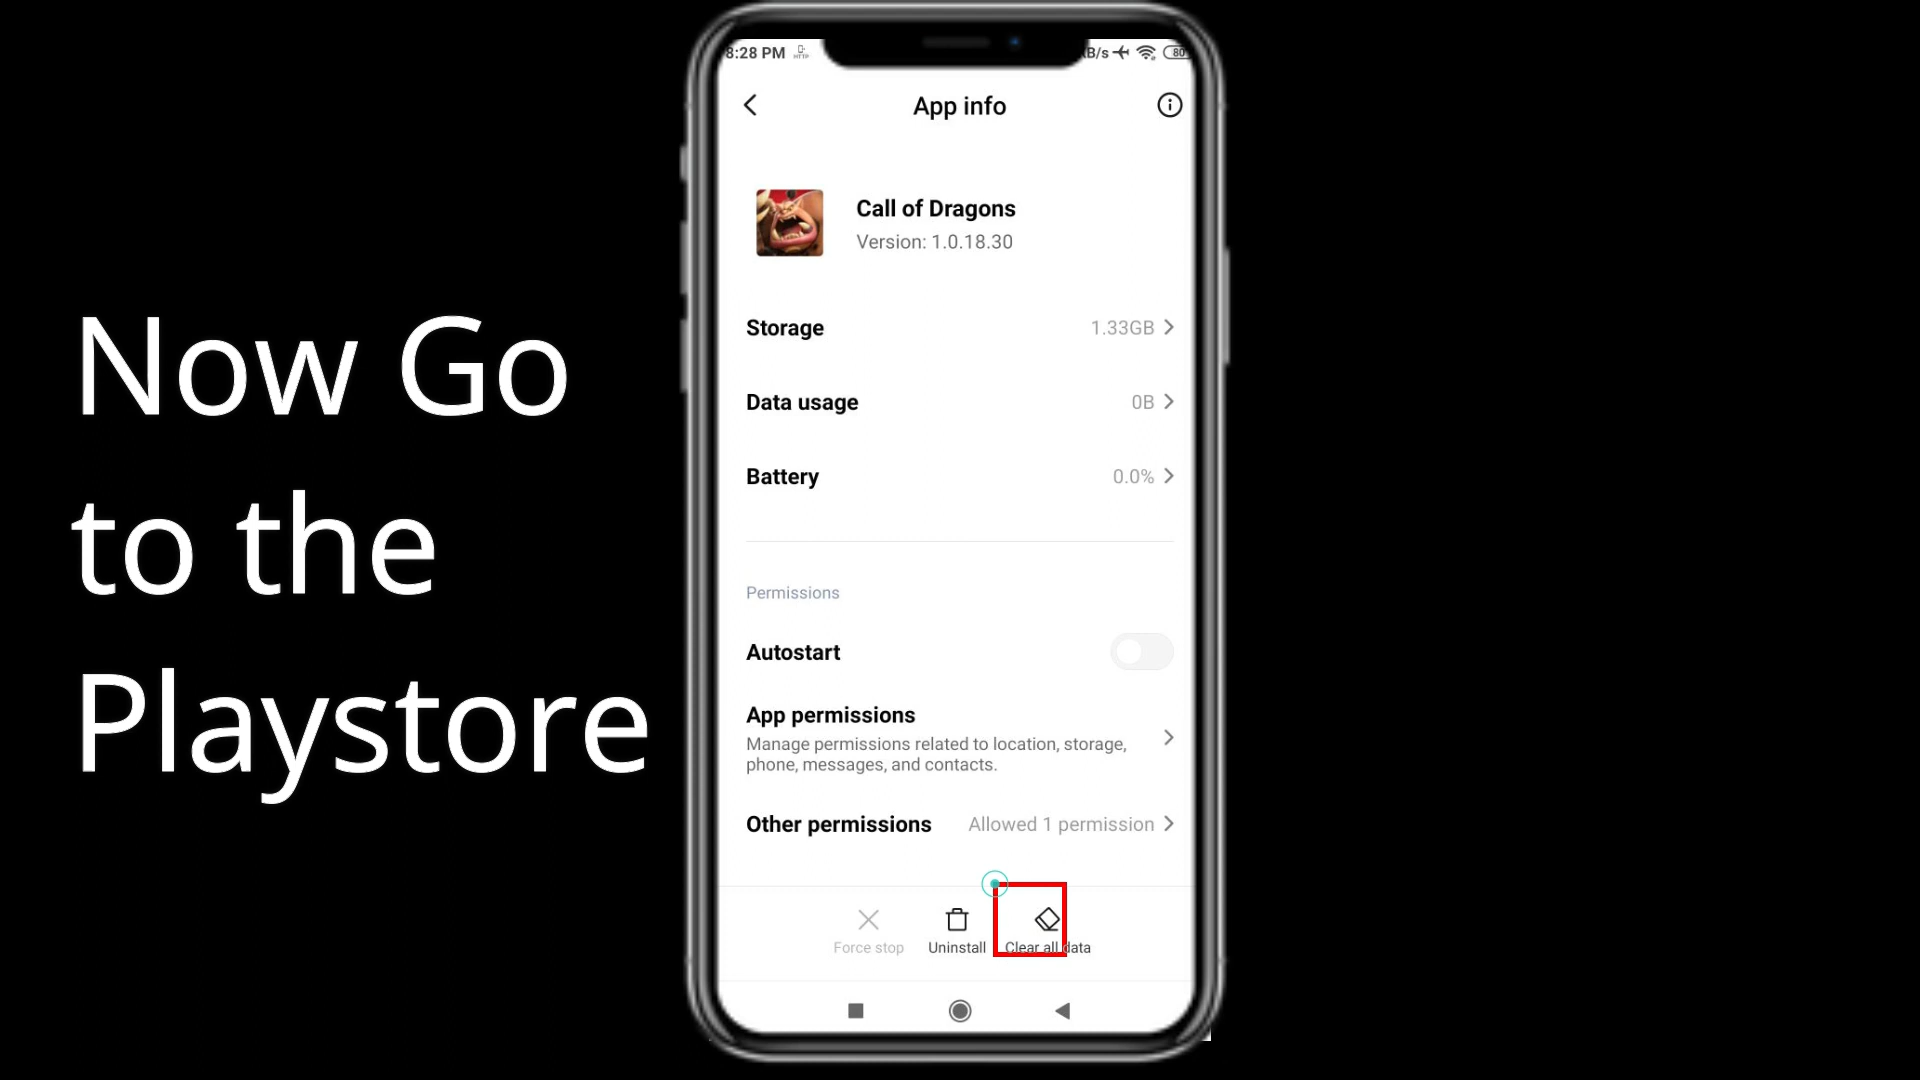 Now Go
to the
Playstore
8:28 PM
B/s
80
App info
Call of Dragons
Version: 1.0.18.30
Storage 1.33GB
Data usage 0B
Battery 0.0%
Permissions
Autostart
App permissions
Manage permissions related to location, storage,
phone, messages, and contacts.
Other permissions Allowed 1 permission
Force stop Uninstall Clear all data